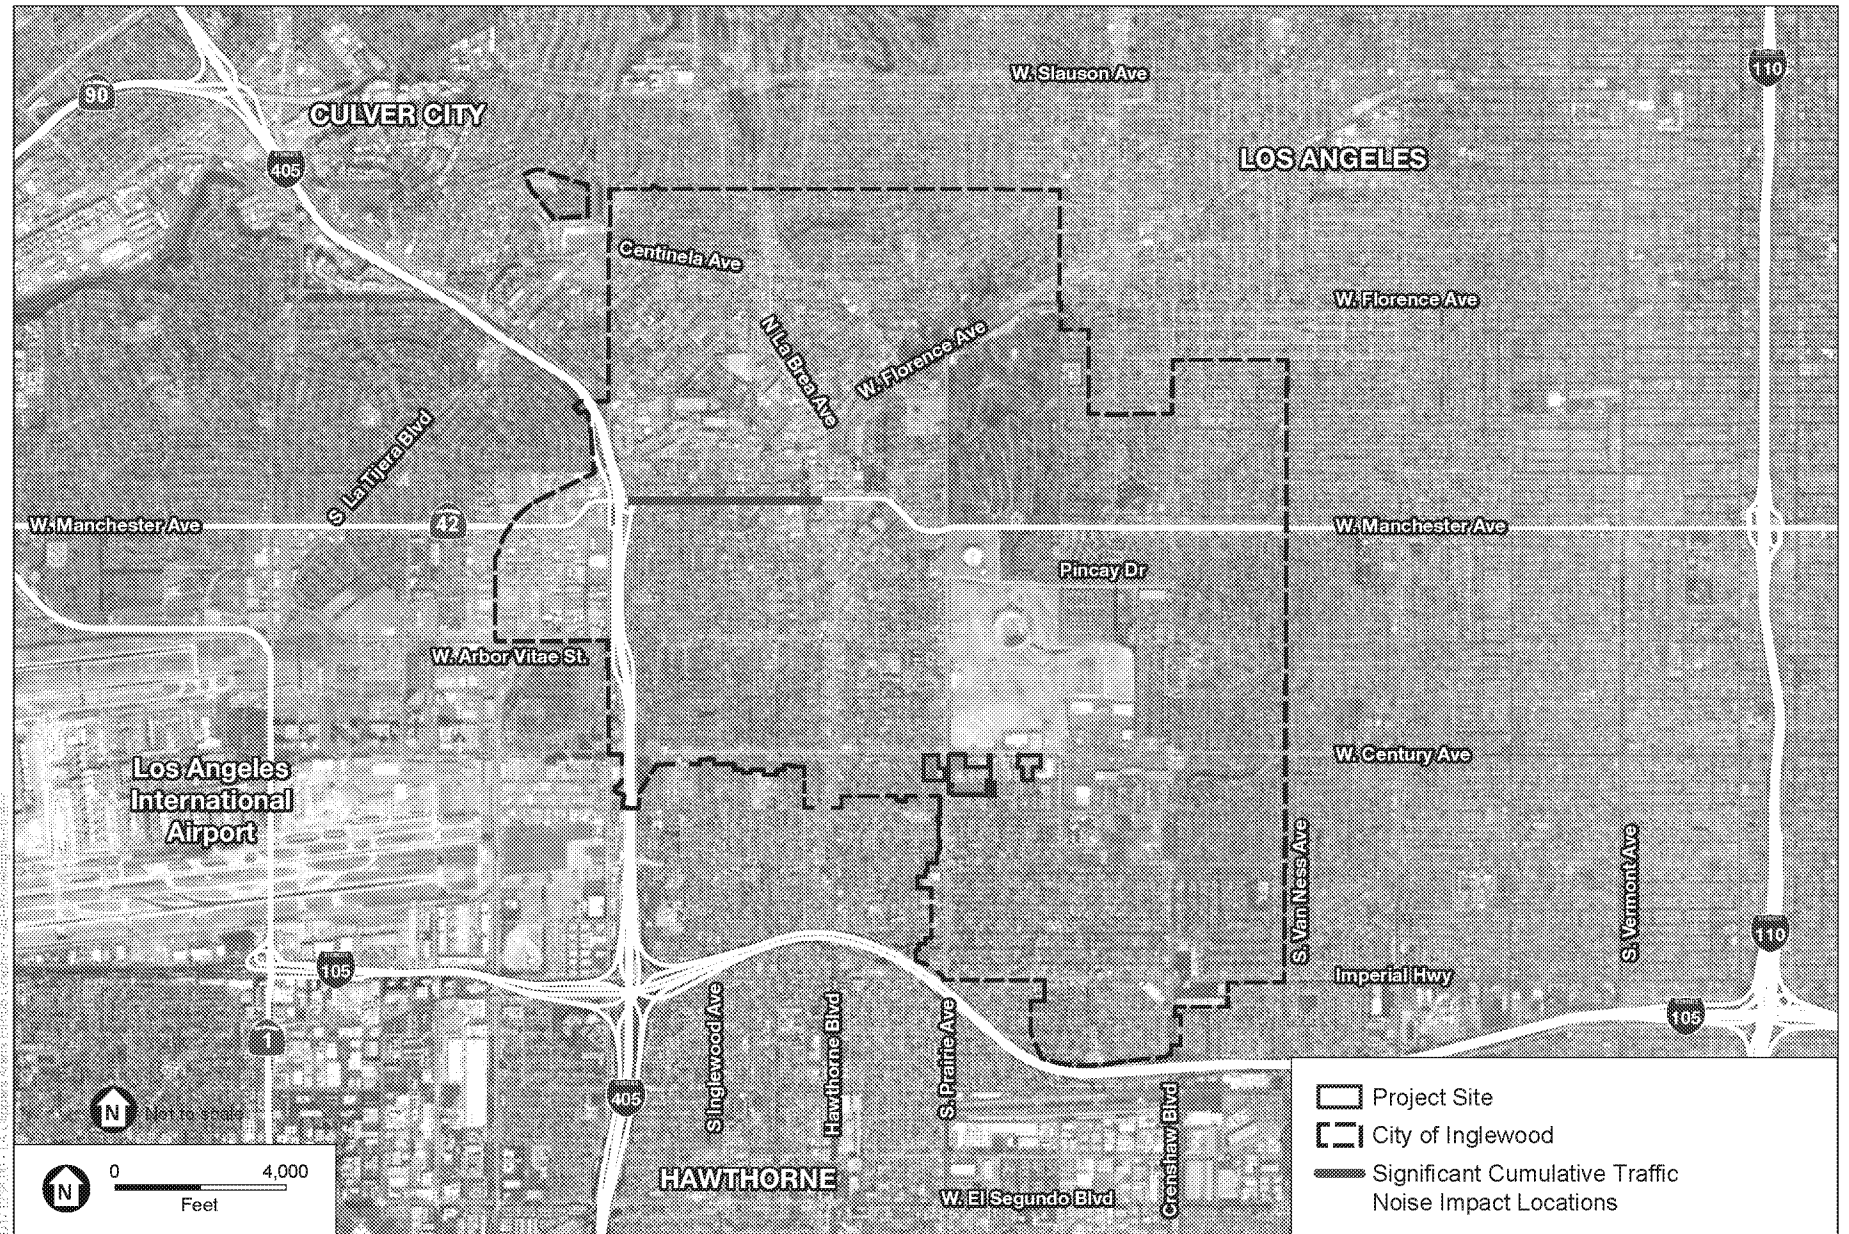 110
W. Slauson Ave
90
CULVER CITY
LOS ANGELES
405
Centinela Ave
W. Florence Ave
N La Brea Ave
W. Florence Ave
S La Tijera Blvd
W. Manchester Ave
42
W. Manchester Ave
Pincay Dr
W. Arbor Vitae St.
W. Century Ave
Los Angeles
International
Airport
S. Van Ness Ave
S. Vermont Ave
110
105
Imperial Hwy
105
1
S Inglewood Ave
Hawthorne Blvd
S. Prairie Ave
Crenshaw Blvd
405
N
Not to scale
HAWTHORNE
W. El Segundo Blvd
N
0 4,000
Feet
Project Site
City of Inglewood
Significant Cumulative Traffic
Noise Impact Locations